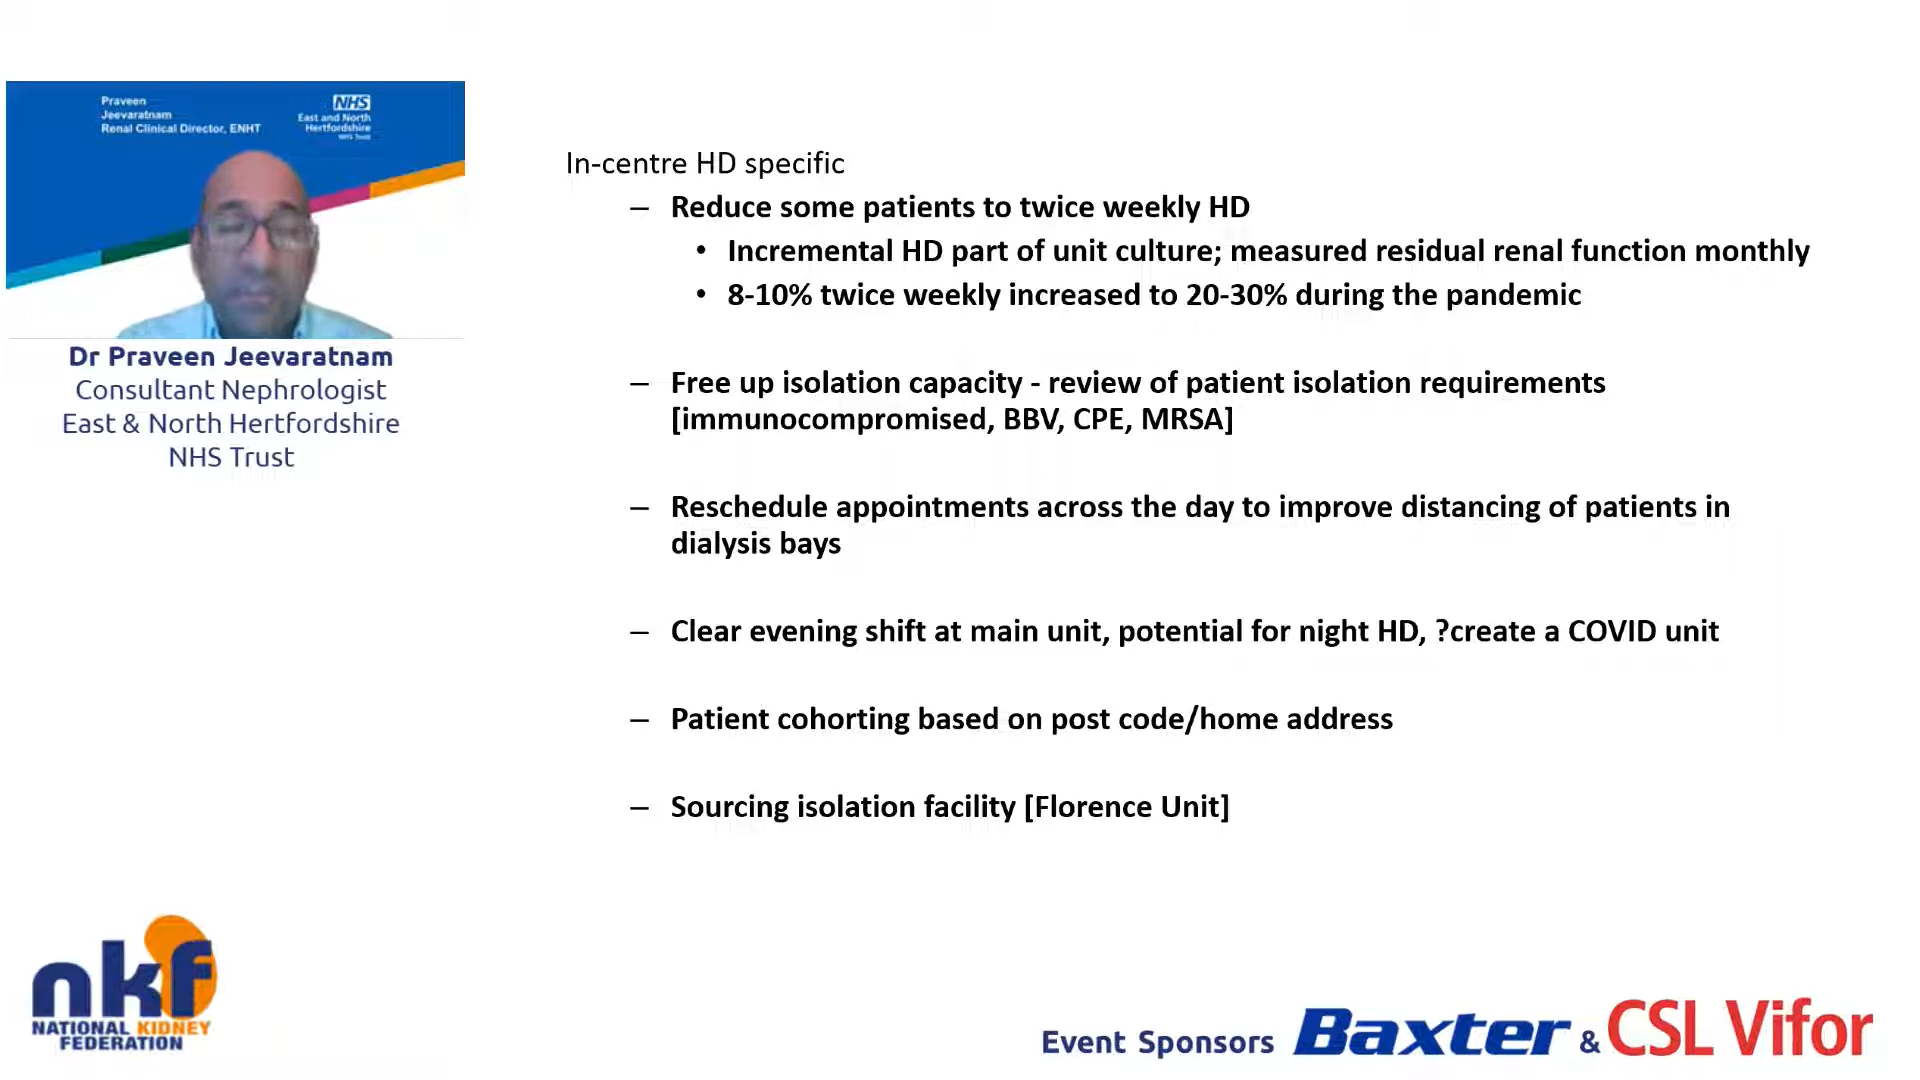 Praveen
Jeevaratnam
Renal Clinical Director, ENHT
NHS
East and North
Hertfordshire
NHS Trust
Dr Praveen Jeevaratnam
Consultant Nephrologist
East & North Hertfordshire
NHS Trust
In-centre HD specific
– Reduce some patients to twice weekly HD
• Incremental HD part of unit culture; measured residual renal function monthly
• 8-10% twice weekly increased to 20-30% during the pandemic
– Free up isolation capacity - review of patient isolation requirements
[immunocompromised, BBV, CPE, MRSA]
– Reschedule appointments across the day to improve distancing of patients in
dialysis bays
– Clear evening shift at main unit, potential for night HD, ?create a COVID unit
– Patient cohorting based on post code/home address
– Sourcing isolation facility [Florence Unit]
nkf
NATIONAL KIDNEY
FEDERATION
Event Sponsors Baxter & CSL Vifor